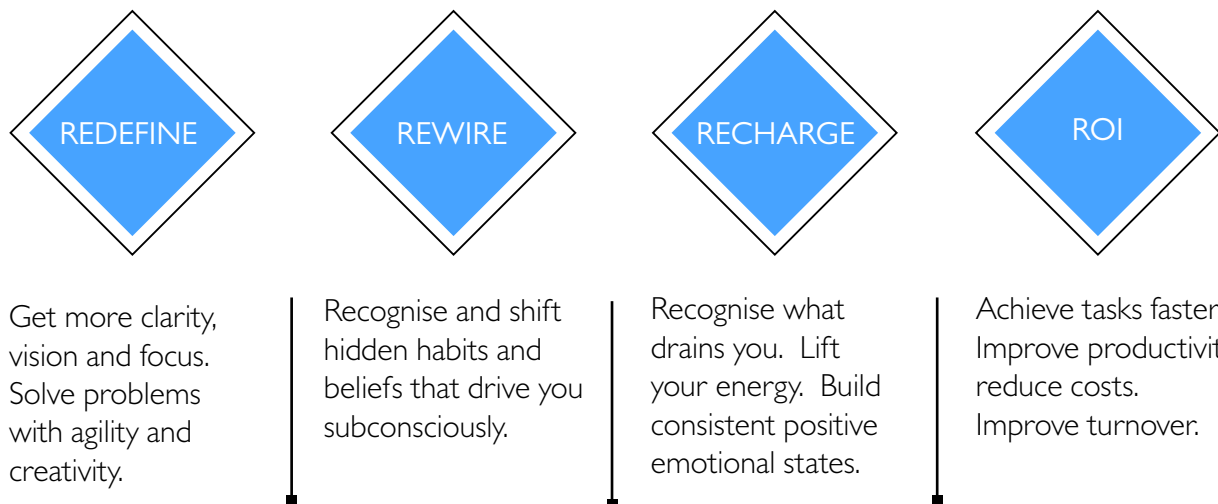 REDEFINE
REWIRE
RECHARGE
ROI
Get more clarity,
vision and focus.
Solve problems
with agility and
creativity.
Recognise and shift
hidden habits and
beliefs that drive you
subconsciously.
Recognise what
drains you.  Lift
your energy.  Build
consistent positive
emotional states.
Achieve tasks faster
Improve
reduce costs.
Improve turnover.